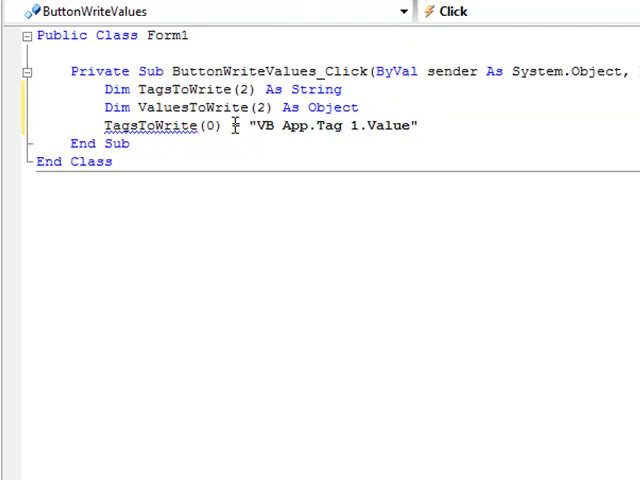 ButtonWriteValues Click
Public Class Form1
Private Sub ButtonWriteValues_Click(ByVal sender As System.Object,
Dim TagsToWrite(2) As String
Dim ValuesToWrite(2) As Object
TagsToWrite(0) = "VB App.Tag 1.Value"
End Sub
End Class